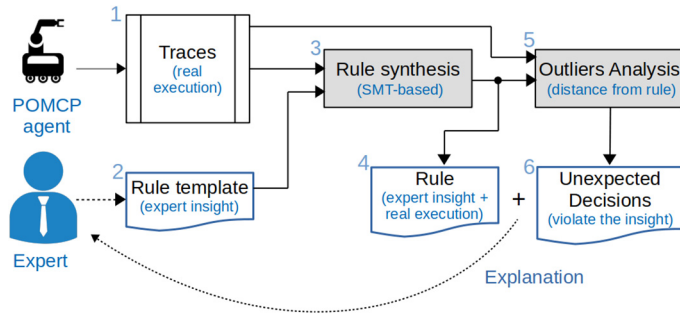 1
Traces
(real
execution)
POMCP
agent
3
Rule synthesis
(SMT-based)
5
Outliers Analysis
(distance from rule)
2
Rule template
(expert insight)
Expert
4
Rule
(expert insight +
real execution)
+
6
Unexpected
Decisions
(violate the insight)
Explanation